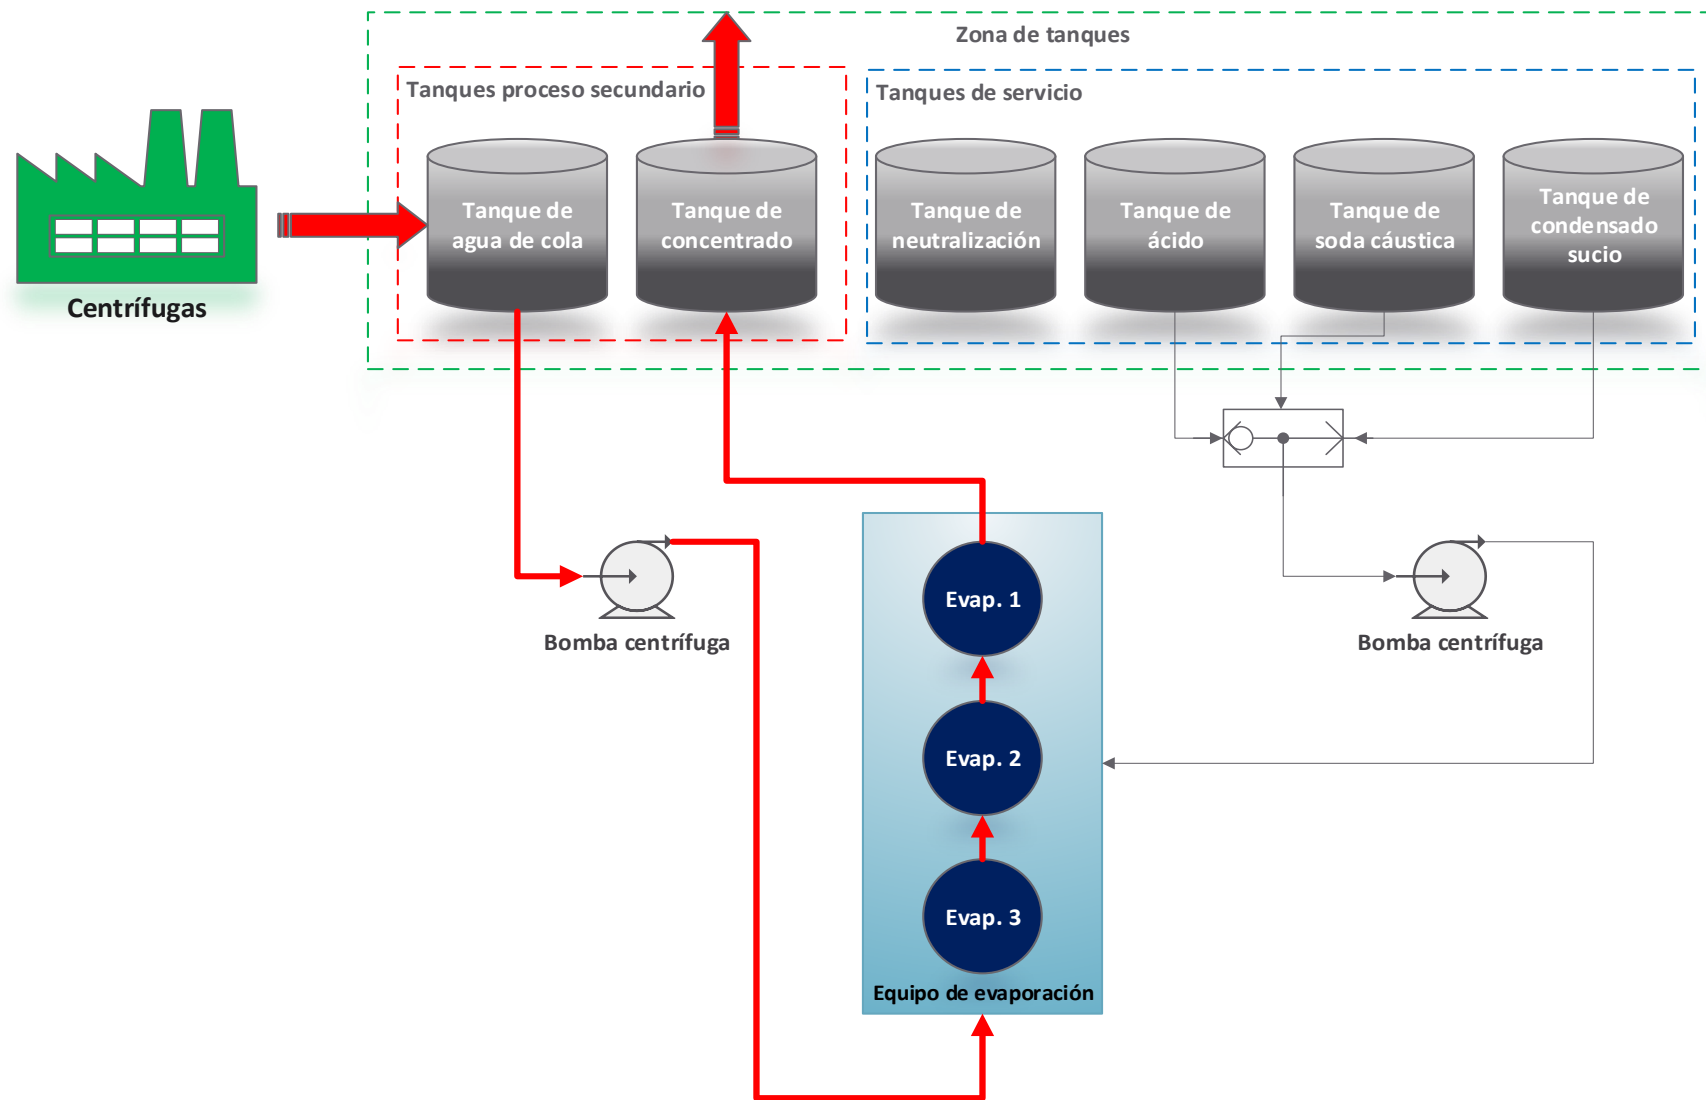 Zona de tanques
Tanques proceso secundario
Tanques de servicio
Tanque de
agua de cola
Tanque de
concentrado
Tanque de
neutralización
Tanque de
ácido
Tanque de
soda cáustica
Tanque de
condensado
sucio
Centrífugas
Bomba centrífuga
Bomba centrífuga
Evap. 1
Evap. 2
Evap. 3
Equipo de evaporación